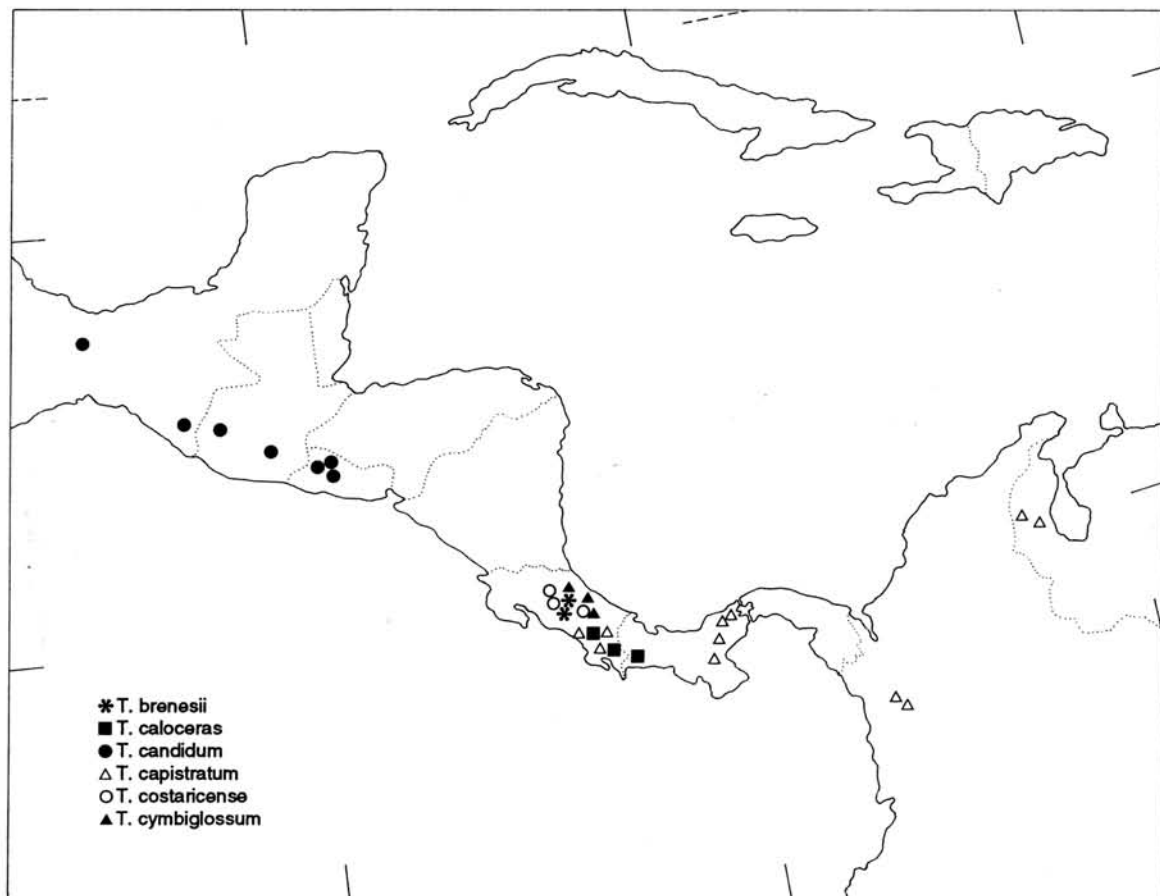 T. brenesii
T. caloceras
T. candidum
T. capistratum
T. costaricense
T. cymbiglossum